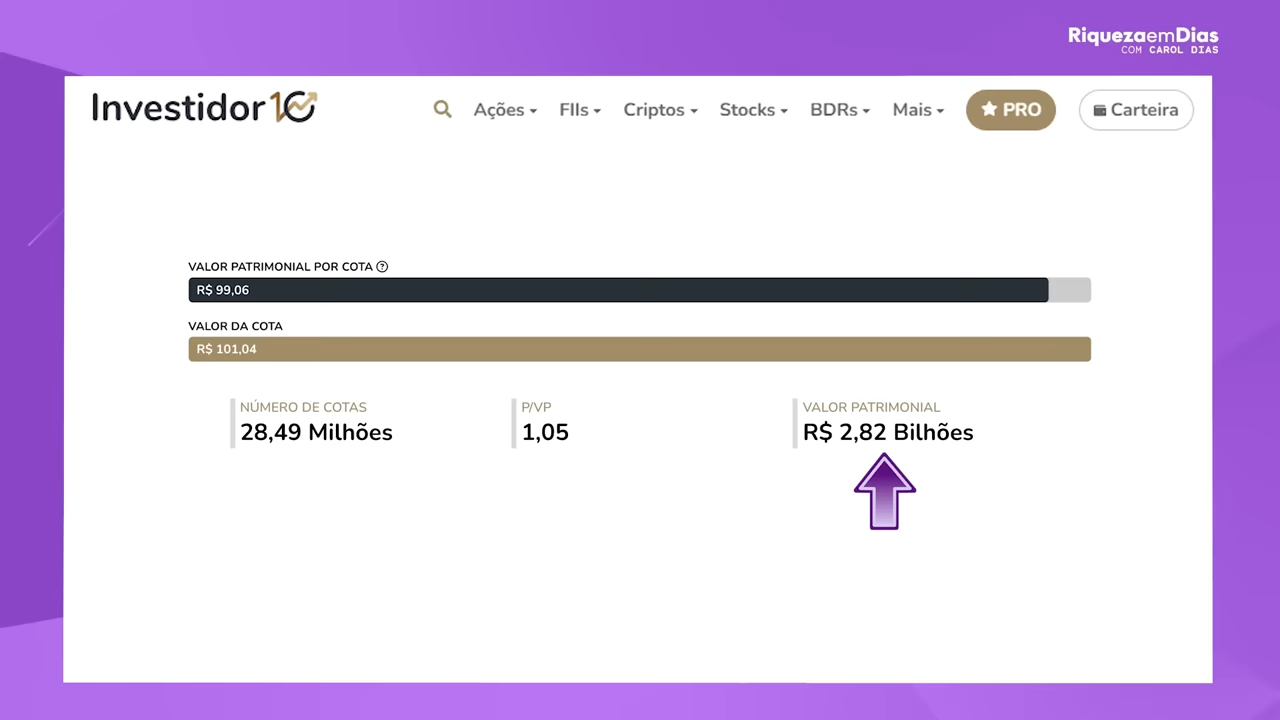 RiquezaemDias
COM CAROL DIAS
Investidor10
Ações
FIIs
Criptos
Stocks
BDRs
Mais
PRO
Carteira
VALOR PATRIMONIAL POR COTA ?
R$ 99,06
VALOR DA COTA
R$ 101,04
NÚMERO DE COTAS
28,49 Milhões
P/VP
1,05
VALOR PATRIMONIAL
R$ 2,82 Bilhões